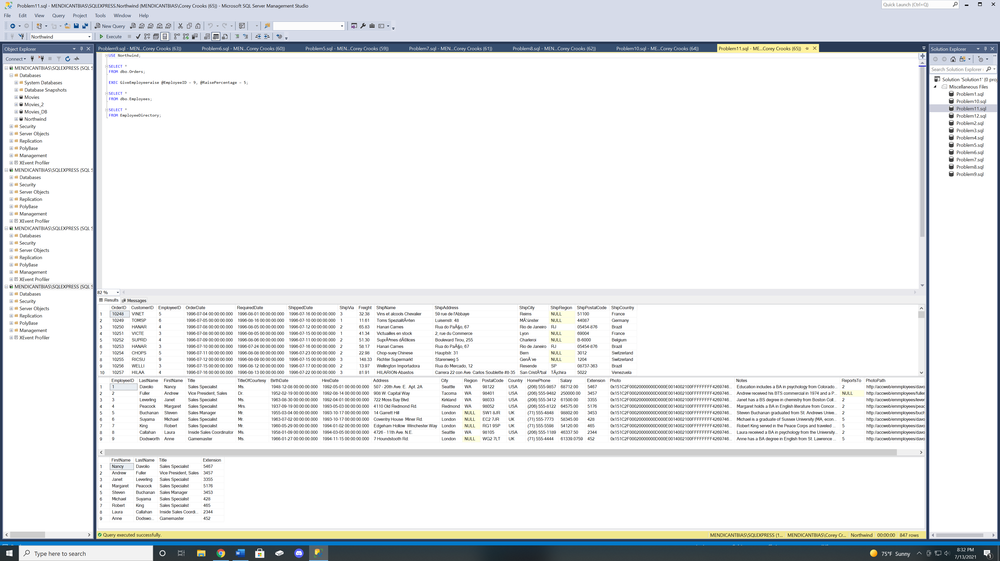 Problem11.sql - MENDICANTBIAS\SQLEXPRESS.Northwind (MENDICANTBIAS\Corey Crooks (65)) - Microsoft SQL Server Management Studio
Quick Launch (Ctrl+Q)
File Edit View Query Project Tools Window Help
New Query
Northwind Execute
Object Explorer
Connect
MENDICANTBIAS\SQLEXPRESS (SQL S
Databases
System Databases
Database Snapshots
Movies
Movies_2
Movies_DB
Northwind
Security
Server Objects
Replication
PolyBase
Management
XEvent Profiler
MENDICANTBIAS\SQLEXPRESS (SQL S
Databases
Security
Server Objects
Replication
PolyBase
Management
XEvent Profiler
MENDICANTBIAS\SQLEXPRESS (SQL S
Databases
Security
Server Objects
Replication
PolyBase
Management
XEvent Profiler
MENDICANTBIAS\SQLEXPRESS (SQL S
Databases
Security
Server Objects
Replication
PolyBase
Management
XEvent Profiler
Problem9.sql - MEN...Corey Crooks (63)) Problem6.sql - MEN...Corey Crooks (60)) Problem5.sql - MEN...Corey Crooks (59)) Problem7.sql - MEN...Corey Crooks (61)) Problem8.sql - MEN...Corey Crooks (62)) Problem10.sql - ME...Corey Crooks (64)) Problem11.sql - ME...Corey Crooks (65))
USE Northwind;
SELECT *
FROM dbo.Orders;
EXEC GiveEmployeeraise @EmployeeID = 9, @RaisePercentage = 5;
SELECT *
FROM dbo.Employees;
SELECT *
FROM EmployeeDirectory;
82 %
Results Messages
OrderID CustomerID EmployeeID OrderDate RequiredDate ShippedDate ShipVia Freight ShipName ShipAddress ShipCity ShipRegion ShipPostalCode ShipCountry
1 10248 VINET 5 1996-07-04 00:00:00.000 1996-08-01 00:00:00.000 1996-07-16 00:00:00.000 3 32.38 Vins et alcools Chevalier 59 rue de l'Abbaye Reims NULL 51100 France
2 10249 TOMSP 6 1996-07-05 00:00:00.000 1996-08-16 00:00:00.000 1996-07-10 00:00:00.000 1 11.61 Toms SpezialitÃ¤ten Luisenstr. 48 MÃ¼nster NULL 44087 Germany
3 10250 HANAR 4 1996-07-08 00:00:00.000 1996-08-05 00:00:00.000 1996-07-12 00:00:00.000 2 65.83 Hanari Carnes Rua do PaÃ§o, 67 Rio de Janeiro RJ 05454-876 Brazil
4 10251 VICTE 3 1996-07-08 00:00:00.000 1996-08-05 00:00:00.000 1996-07-15 00:00:00.000 1 41.34 Victuailles en stock 2, rue du Commerce Lyon NULL 69004 France
5 10252 SUPRD 4 1996-07-09 00:00:00.000 1996-08-06 00:00:00.000 1996-07-11 00:00:00.000 2 51.30 SuprÃªmes dÃ©lices Boulevard Tirou, 255 Charleroi NULL B-6000 Belgium
6 10253 HANAR 3 1996-07-10 00:00:00.000 1996-07-24 00:00:00.000 1996-07-16 00:00:00.000 2 58.17 Hanari Carnes Rua do PaÃ§o, 67 Rio de Janeiro RJ 05454-876 Brazil
7 10254 CHOPS 5 1996-07-11 00:00:00.000 1996-08-08 00:00:00.000 1996-07-23 00:00:00.000 2 22.98 Chop-suey Chinese Hauptstr. 31 Bern NULL 3012 Switzerland
8 10255 RICSU 9 1996-07-12 00:00:00.000 1996-08-09 00:00:00.000 1996-07-15 00:00:00.000 3 148.33 Richter Supermarkt Starenweg 5 GenÃ¨ve NULL 1204 Switzerland
9 10256 WELLI 3 1996-07-15 00:00:00.000 1996-08-12 00:00:00.000 1996-07-17 00:00:00.000 2 13.97 Wellington Importadora Rua do Mercado, 12 Resende SP 08737-363 Brazil
10 10257 HILAA 4 1996-07-16 00:00:00.000 1996-08-13 00:00:00.000 1996-07-22 00:00:00.000 3 81.91 HILARION-Abastos Carrera 22 con Ave. Carlos Soublette #8-35 San CristÃ³bal TÃ¡chira 5022 Venezuela
EmployeeID LastName FirstName Title TitleOfCourtesy BirthDate HireDate Address City Region PostalCode Country HomePhone Salary Extension Photo Notes ReportsTo PhotoPath
1 1 Davolio Nancy Sales Specialist Ms. 1948-12-08 00:00:00.000 1992-05-01 00:00:00.000 507 - 20th Ave. E. Apt. 2A Seattle WA 98122 USA (206) 555-9857 68712.00 5467 0x151C2F00020000000D000E0014002100FFFFFFFF4269746... Education includes a BA in psychology from Colorado... 2 http://accweb/emmployees/davo
2 2 Fuller Andrew Vice President, Sales Dr. 1952-02-19 00:00:00.000 1992-08-14 00:00:00.000 908 W. Capital Way Tacoma WA 98401 USA (206) 555-9482 250000.00 3457 0x151C2F00020000000D000E0014002100FFFFFFFF4269746... Andrew received his BTS commercial in 1974 and a P... NULL http://accweb/emmployees/fuller
3 3 Leverling Janet Sales Specialist Ms. 1963-08-30 00:00:00.000 1992-04-01 00:00:00.000 722 Moss Bay Blvd. Kirkland WA 98033 USA (206) 555-3412 61500.00 3355 0x151C2F00020000000D000E0014002100FFFFFFFF4269746... Janet has a BS degree in chemistry from Boston Coll... 2 http://accweb/emmployees/lever
4 4 Peacock Margaret Sales Specialist Mrs. 1937-09-19 00:00:00.000 1993-05-03 00:00:00.000 4110 Old Redmond Rd. Redmond WA 98052 USA (206) 555-8122 64575.00 5176 0x151C2F00020000000D000E0014002100FFFFFFFF4269746... Margaret holds a BA in English literature from Concor... 2 http://accweb/emmployees/peac
5 5 Buchanan Steven Sales Manager Mr. 1955-03-04 00:00:00.000 1993-10-17 00:00:00.000 14 Garrett Hill London NULL SW1 8JR UK (71) 555-4848 98802.00 3453 0x151C2F00020000000D000E0014002100FFFFFFFF4269746... Steven Buchanan graduated from St. Andrews Unive... 2 http://accweb/emmployees/buch
6 6 Suyama Michael Sales Specialist Mr. 1963-07-02 00:00:00.000 1993-10-17 00:00:00.000 Coventry House Miner Rd. London NULL EC2 7JR UK (71) 555-7773 58345.00 428 0x151C2F00020000000D000E0014002100FFFFFFFF4269746... Michael is a graduate of Sussex University (MA, econ... 5 http://accweb/emmployees/davo
7 7 King Robert Sales Specialist Mr. 1960-05-29 00:00:00.000 1994-01-02 00:00:00.000 Edgeham Hollow Winchester Way London NULL RG1 9SP UK (71) 555-5598 54120.00 465 0x151C2F00020000000D000E0014002100FFFFFFFF4269746... Robert King served in the Peace Corps and traveled ... 5 http://accweb/emmployees/davo
8 8 Callahan Laura Inside Sales Coordinator Ms. 1958-01-09 00:00:00.000 1994-03-05 00:00:00.000 4726 - 11th Ave. N.E. Seattle WA 98105 USA (206) 555-1189 46337.50 2344 0x151C2F00020000000D000E0014002100FFFFFFFF4269746... Laura received a BA in psychology from the University... 2 http://accweb/emmployees/davo
9 9 Dodsworth Anne Gamemaster Ms. 1966-01-27 00:00:00.000 1994-11-15 00:00:00.000 7 Houndstooth Rd. London NULL WG2 7LT UK (71) 555-4444 61339.0759 452 0x151C2F00020000000D000E0014002100FFFFFFFF4269746... Anne has a BA degree in English from St. Lawrence ... 5 http://accweb/emmployees/davo
FirstName LastName Title Extension
1 Nancy Davolio Sales Specialist 5467
2 Andrew Fuller Vice President, Sales 3457
3 Janet Leverling Sales Specialist 3355
4 Margaret Peacock Sales Specialist 5176
5 Steven Buchanan Sales Manager 3453
6 Michael Suyama Sales Specialist 428
7 Robert King Sales Specialist 465
8 Laura Callahan Inside Sales Coordi... 2344
9 Anne Dodswo... Gamemaster 452
Query executed successfully. MENDICANTBIAS\SQLEXPRESS (1... MENDICANTBIAS\Corey Cr... Northwind 00:00:00 847 rows
Solution Explorer
Search Solution Explorer
Solution 'Solution1' (0 proj
Miscellaneous Files
Problem1.sql
Problem10.sql
Problem11.sql
Problem12.sql
Problem2.sql
Problem3.sql
Problem4.sql
Problem5.sql
Problem6.sql
Problem7.sql
Problem8.sql
Problem9.sql
Type here to search
75°F Sunny
8:32 PM
7/13/2021
1